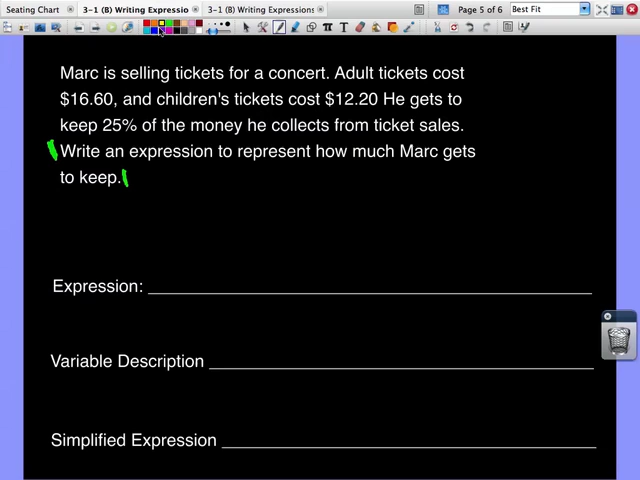 Seating Chart
3–1 (B) Writing Expressio
3–1 (B) Writing Expressions
Page 5 of 6
Best Fit
Marc is selling tickets for a concert. Adult tickets cost
$16.60, and children's tickets cost $12.20 He gets to
keep 25% of the money he collects from ticket sales.
Write an expression to represent how much Marc gets
to keep.
Expression:
Variable Description
Simplified Expression